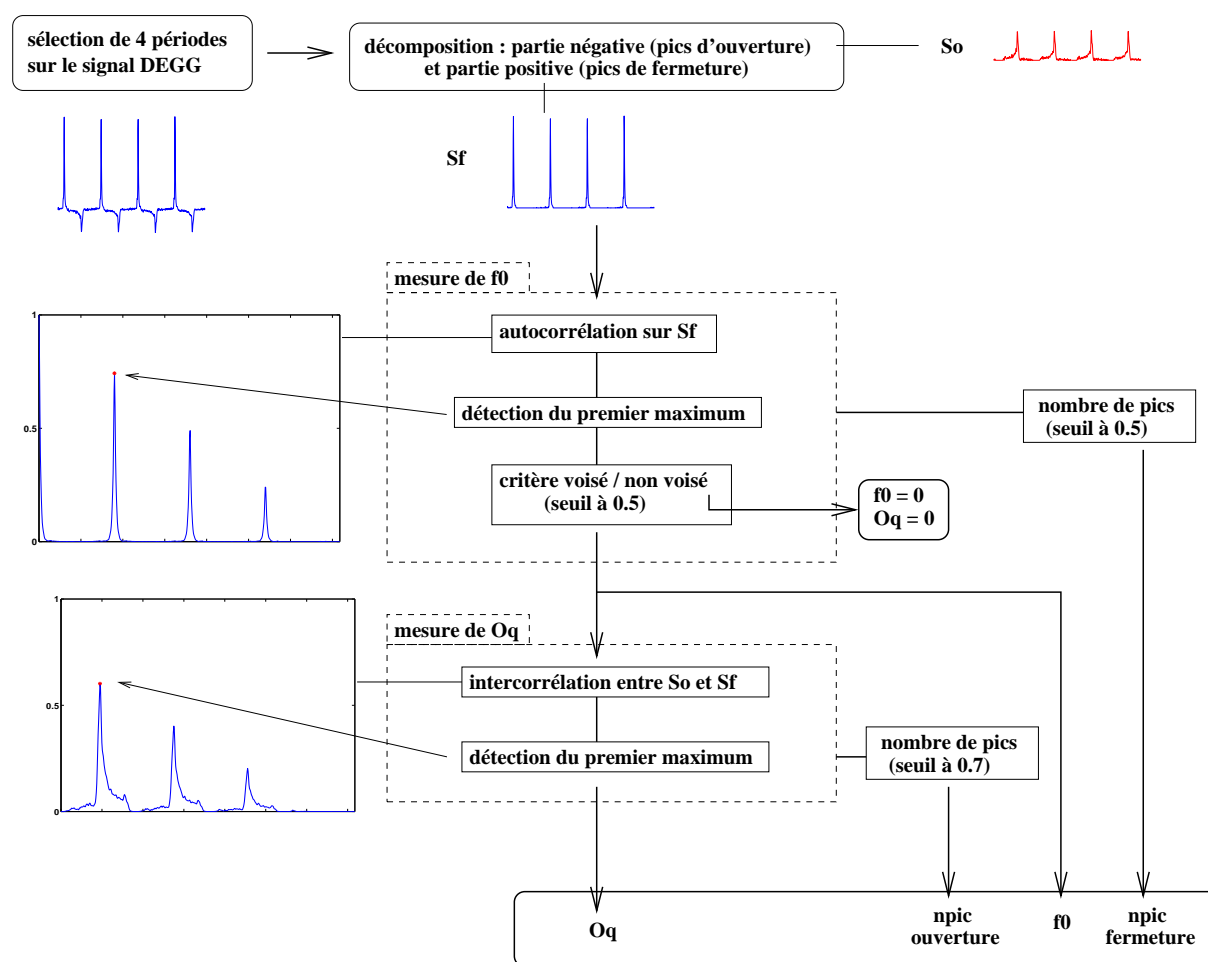 sélection de 4 périodes
sur le signal DEGG
décomposition : partie négative (pics d'ouverture)
et partie positive (pics de fermeture)
So
Sf
mesure de f0
autocorrélation sur Sf
1
0.5
0
détection du premier maximum
nombre de pics
(seuil à 0.5)
critère voisé / non voisé
(seuil à 0.5)
f0 = 0
Oq = 0
mesure de Oq
1
0.5
0
intercorrélation entre So et Sf
détection du premier maximum
nombre de pics
(seuil à 0.7)
Oq
npic
ouverture
f0
npic
fermeture